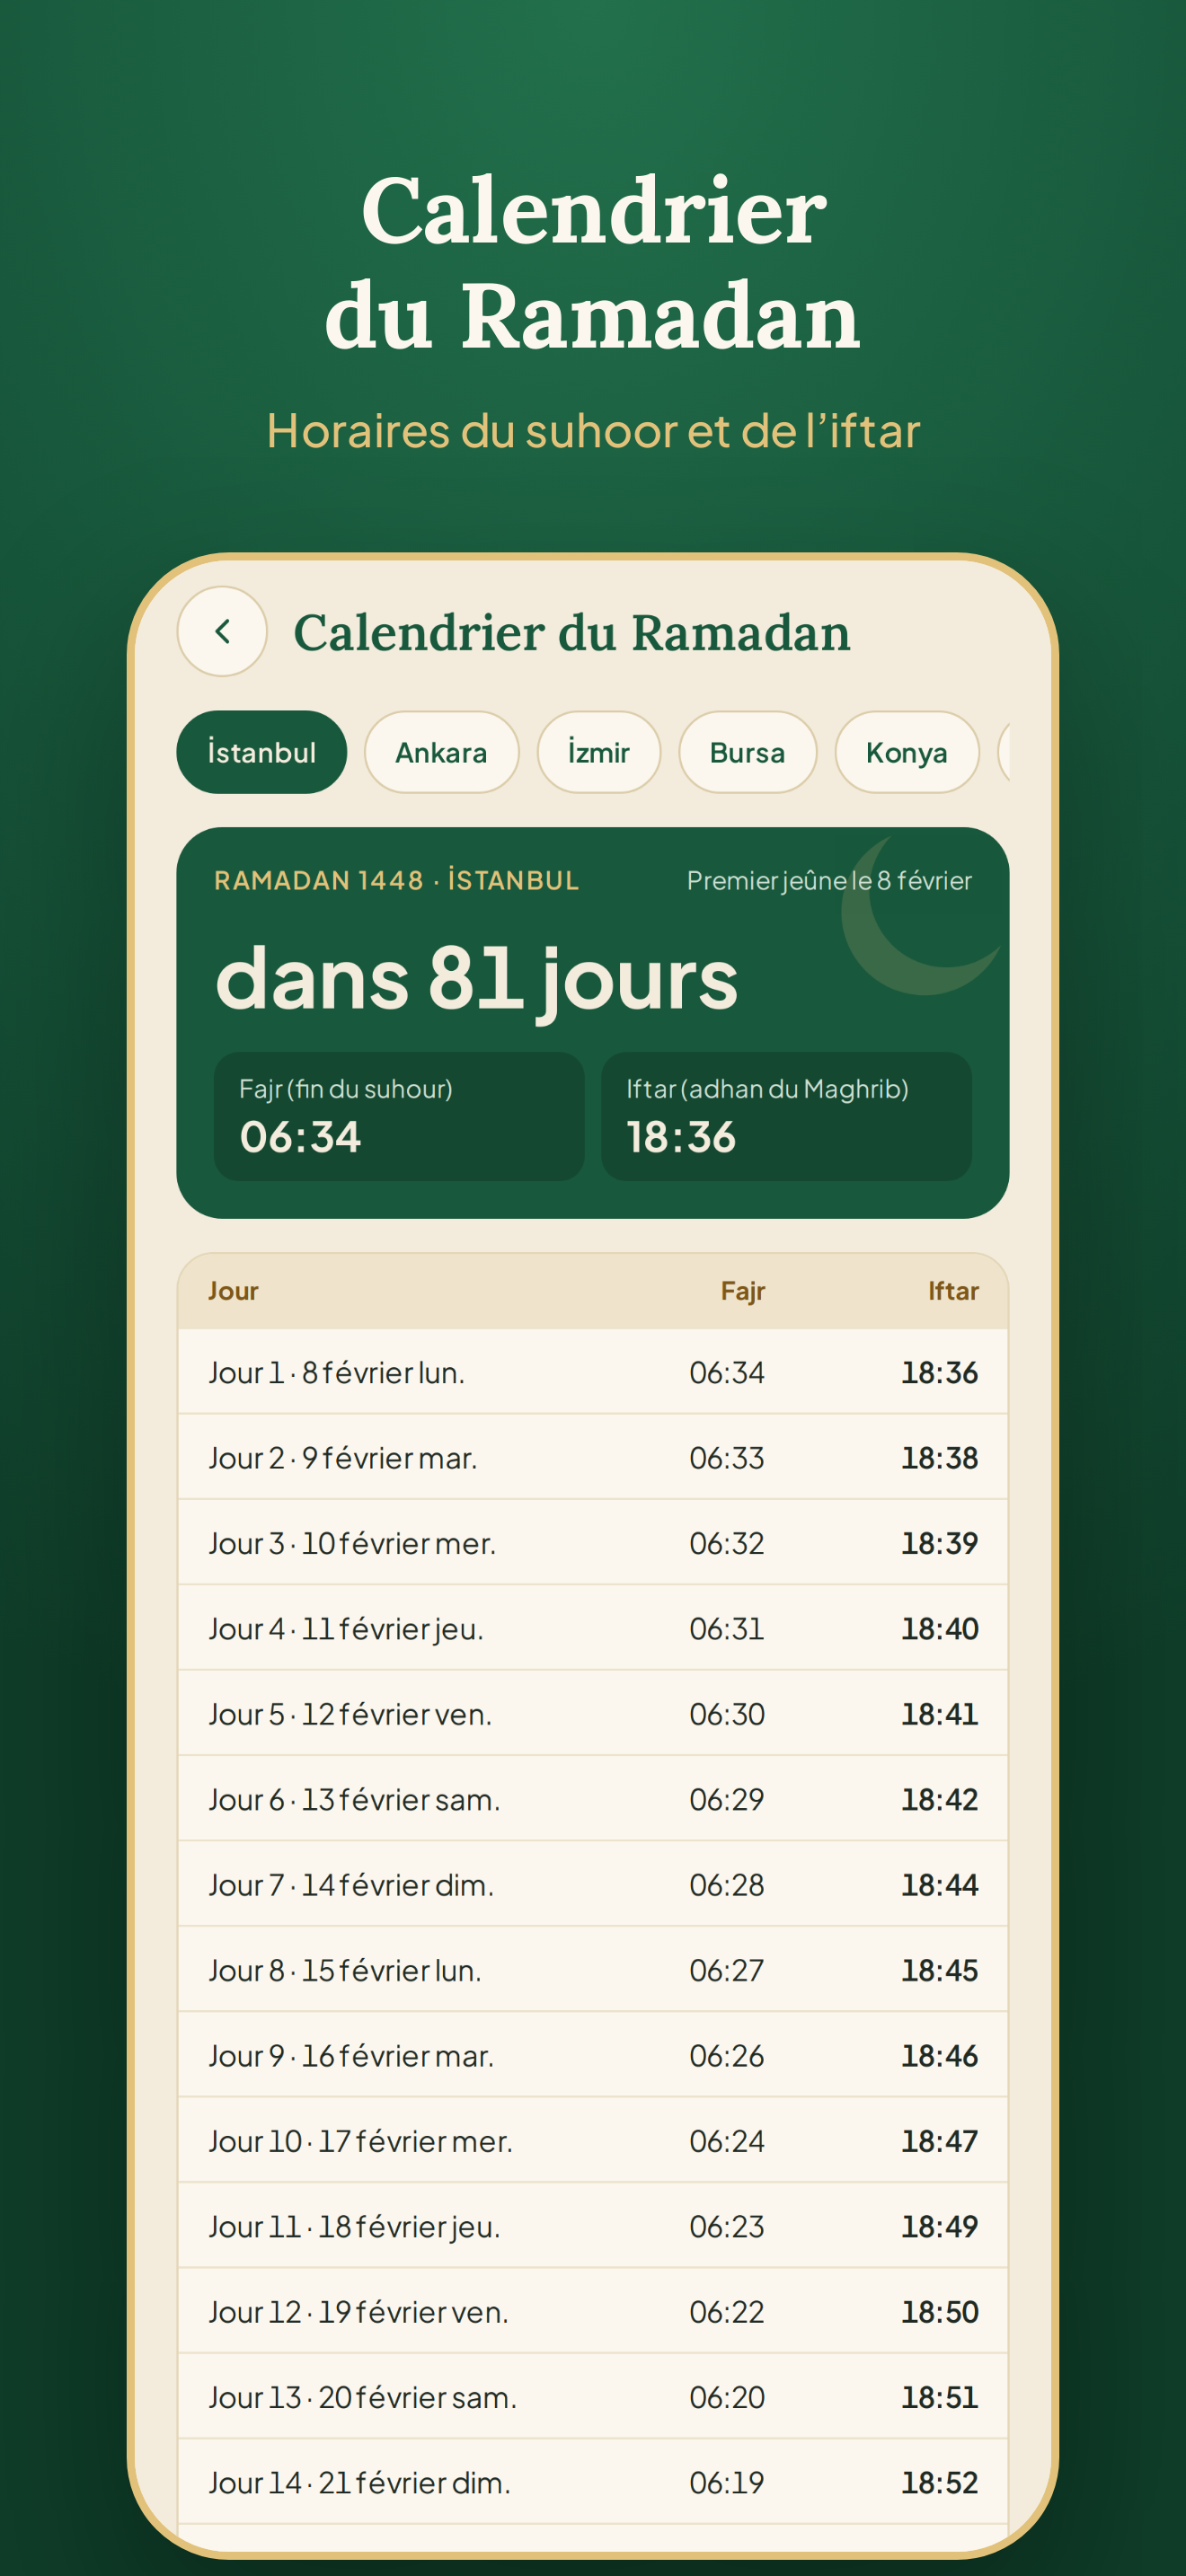 Calendrier
du Ramadan
Horaires du suhoor et de l’iftar
Calendrier du Ramadan
İstanbul Ankara İzmir Bursa Konya
RAMADAN 1448 · İSTANBUL Premier jeûne le 8 février
dans 81 jours
Fajr (fin du suhour) Iftar (adhan du Maghrib)
06:34 18:36
Jour Fajr Iftar
Jour 1 · 8 février lun. 06:34 18:36
Jour 2 · 9 février mar. 06:33 18:38
Jour 3 · 10 février mer. 06:32 18:39
Jour 4 · 11 février jeu. 06:31 18:40
Jour 5 · 12 février ven. 06:30 18:41
Jour 6 · 13 février sam. 06:29 18:42
Jour 7 · 14 février dim. 06:28 18:44
Jour 8 · 15 février lun. 06:27 18:45
Jour 9 · 16 février mar. 06:26 18:46
Jour 10 · 17 février mer. 06:24 18:47
Jour 11 · 18 février jeu. 06:23 18:49
Jour 12 · 19 février ven. 06:22 18:50
Jour 13 · 20 février sam. 06:20 18:51
Jour 14 · 21 février dim. 06:19 18:52